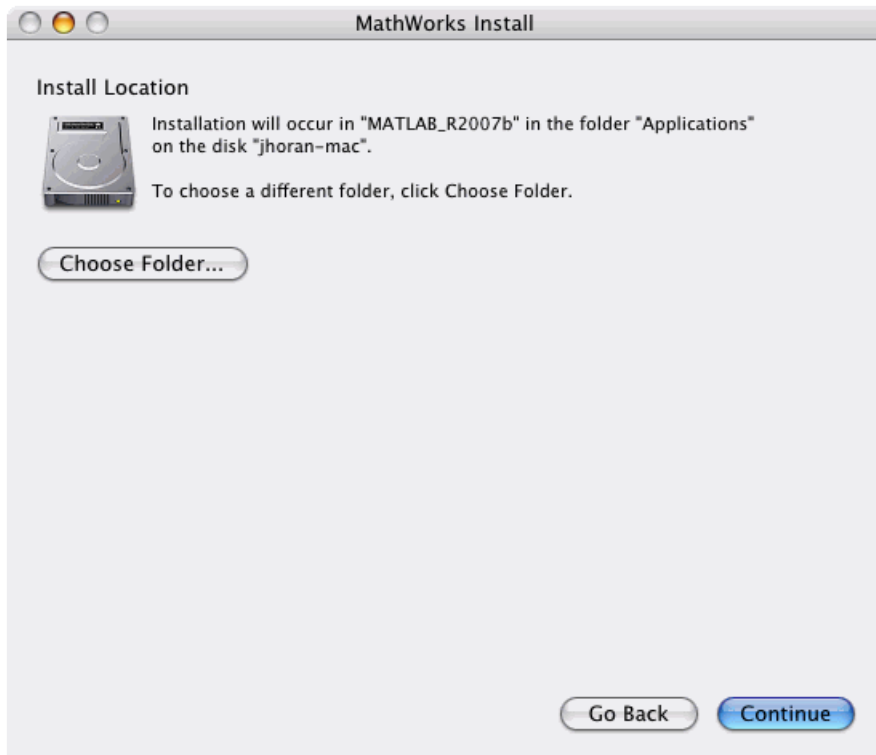 MathWorks Install
Install Location
Installation will occur in "MATLAB_R2007b" in the folder "Applications"
on the disk "jhoran-mac".
To choose a different folder, click Choose Folder.
Choose Folder...
Go Back
Continue